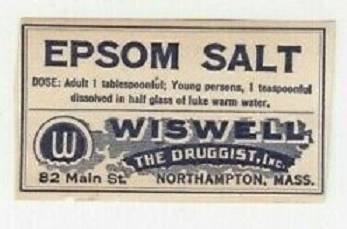 EPSOM SALT
DOSE: Adult 1 tablespoonful; Young persons, 1 teaspoonful
dissolved in half glass of luke warm water.
W
WISWELL
THE DRUGGIST, INC.
82 Main St. NORTHAMPTON, MASS.